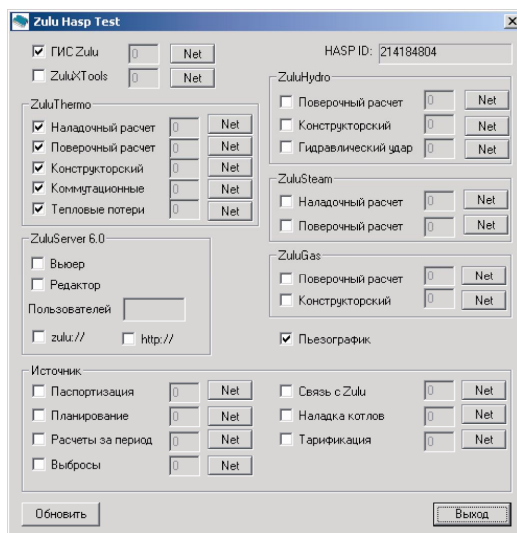 Zulu Hasp Test
ГИС Zulu 0 Net HASP ID: 214184804
ZuluXTools 0 Net
ZuluThermo
Наладочный расчет 0 Net
Поверочный расчет 0 Net
Конструкторский 0 Net
Коммутационные 0 Net
Тепловые потери 0 Net
ZuluHydro
Поверочный расчет 0 Net
Конструкторский 0 Net
Гидравлический удар 0 Net
ZuluSteam
Наладочный расчет 0 Net
Поверочный расчет 0 Net
ZuluServer 6.0
Вьюер
Редактор
Пользователей
zulu:// http://
ZuluGas
Поверочный расчет 0 Net
Конструкторский 0 Net
Пьезографик
Источник
Паспортизация 0 Net Связь с Zulu 0 Net
Планирование 0 Net Наладка котлов 0 Net
Расчеты за период 0 Net Тарификация 0 Net
Выбросы 0 Net
Обновить Выход